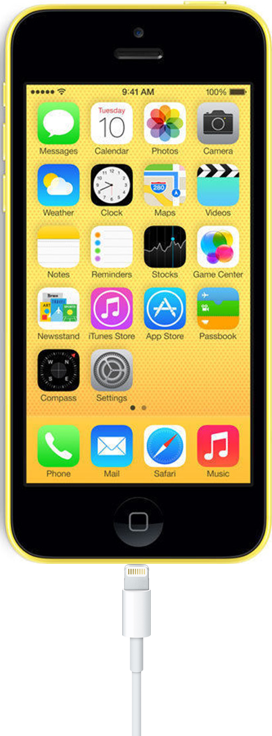 9:41 AM 100%
Tuesday
10
Messages Calendar Photos Camera
280
Weather Clock Maps Videos
Notes Reminders Stocks Game Center
News
Newsstand iTunes Store App Store Passbook
N
W E
S
Compass Settings
Phone Mail Safari Music